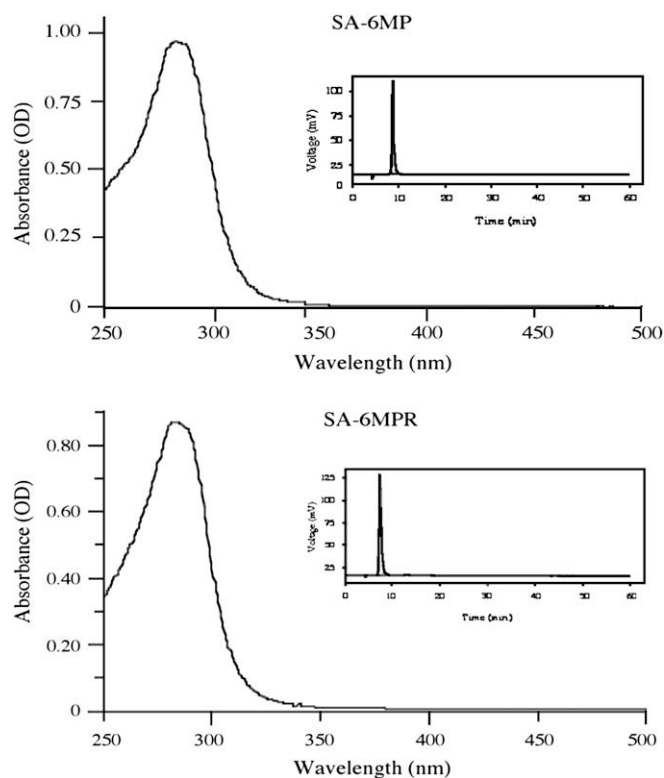 SA-6MP
1.00
0.75
0.50
0.25
0
Absorbance (OD)
250 300 350 400 450 500
Wavelength (nm)
100
75
50
25
0
Voltage (mV)
0 10 20 30 40 50 60
Time (min)
SA-6MPR
0.80
0.60
0.40
0.20
0
Absorbance (OD)
250 300 350 400 450 500
Wavelength (nm)
125
100
75
50
25
0
Voltage (mV)
10 20 30 40 50 60
Time (min)